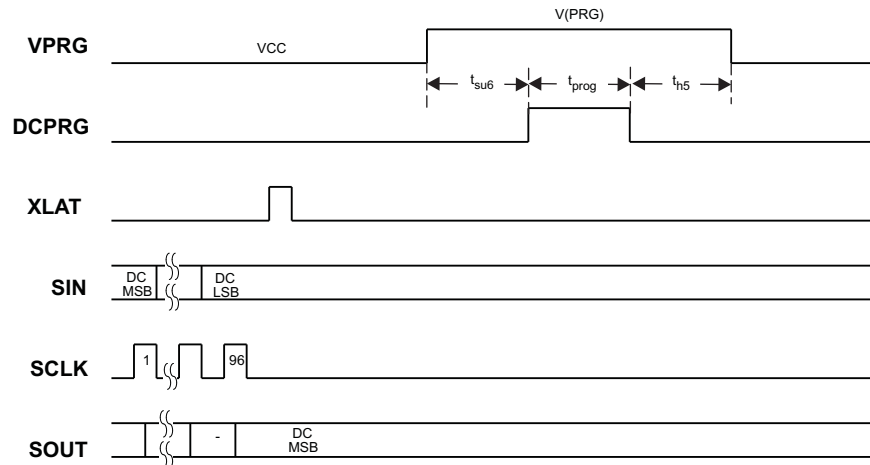 V(PRG)
VPRG
VCC
tsu6
tprog
th5
DCPRG
XLAT
SIN
DC
MSB
DC
LSB
SCLK
1
96
SOUT
-
DC
MSB